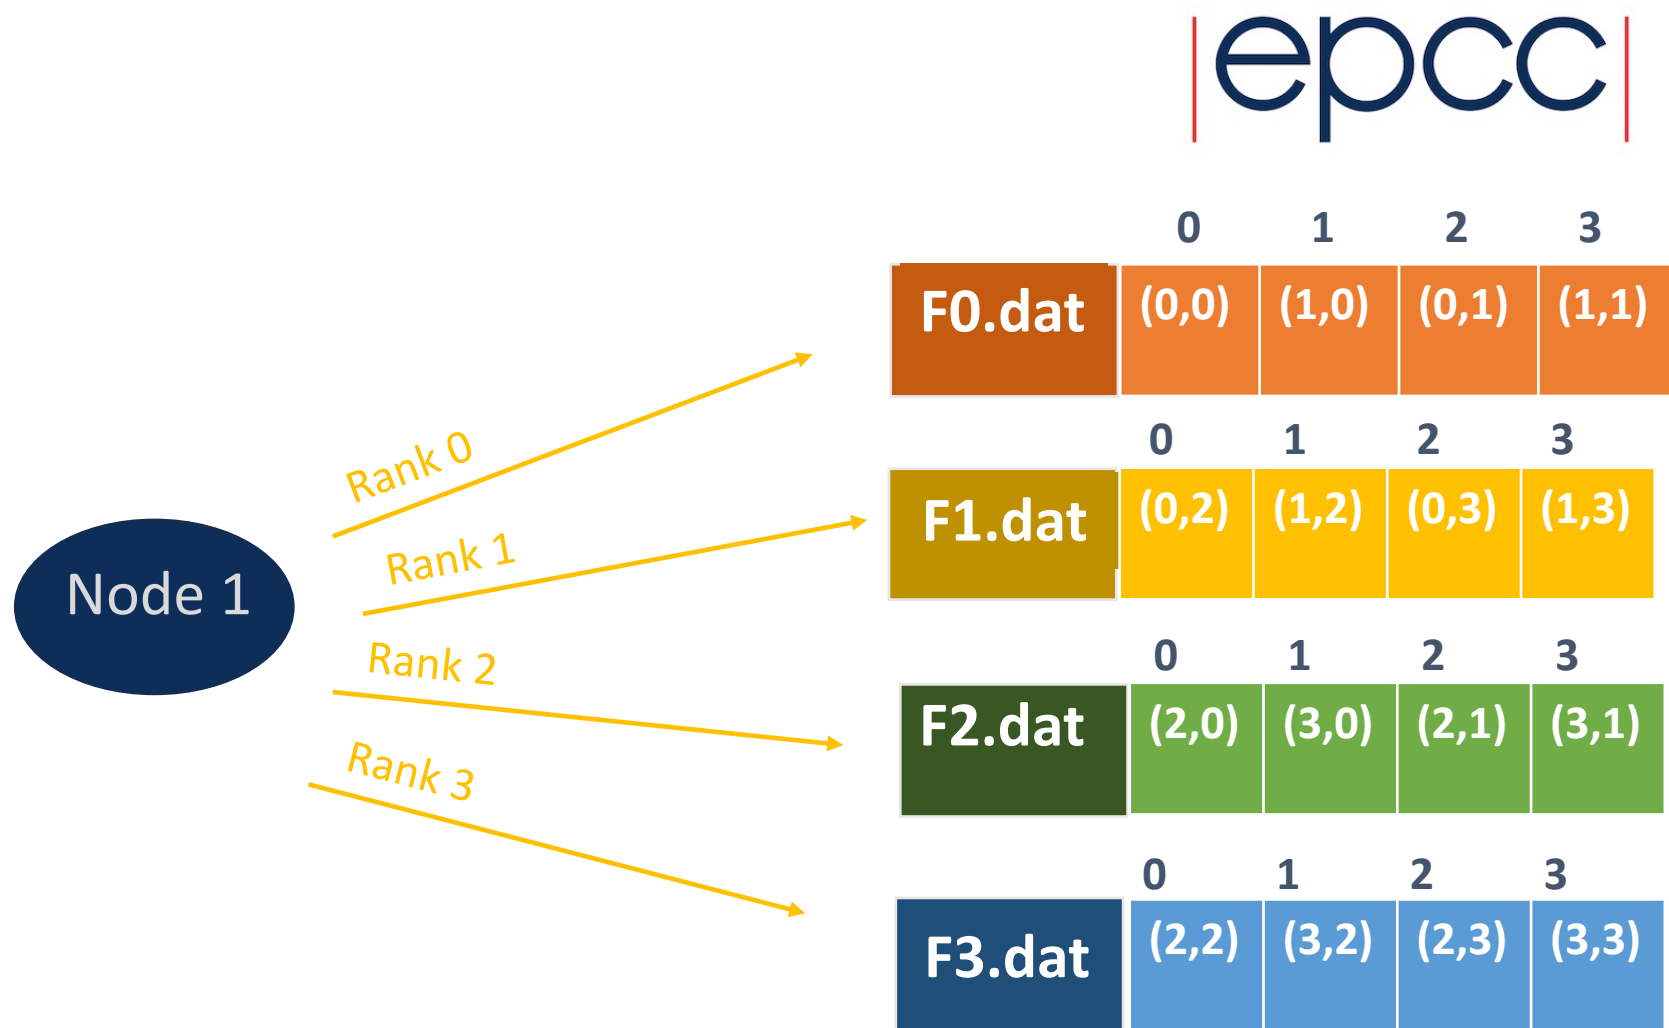 |epcc|
0 1 2 3
F0.dat (0,0) (1,0) (0,1) (1,1)
Rank 0
0 1 2 3
F1.dat (0,2) (1,2) (0,3) (1,3)
Rank 1
Node 1
Rank 2
0 1 2 3
F2.dat (2,0) (3,0) (2,1) (3,1)
Rank 3
0 1 2 3
F3.dat (2,2) (3,2) (2,3) (3,3)